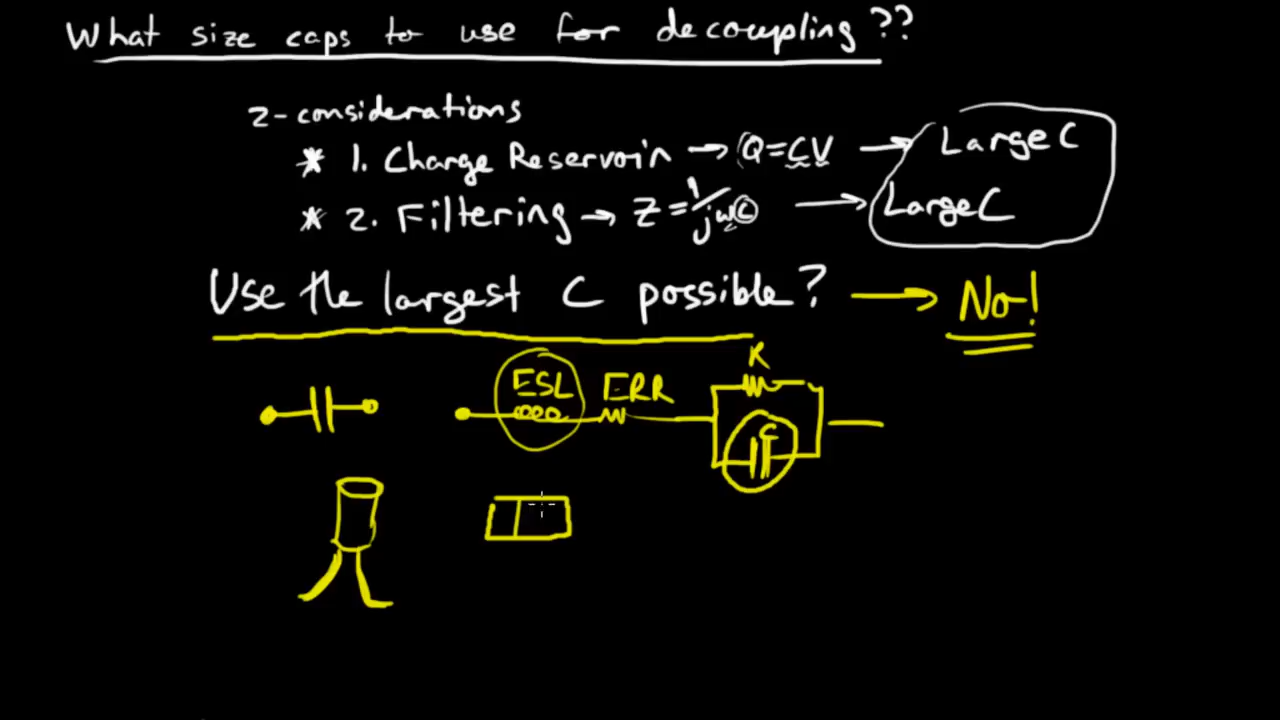 What size caps to use for decoupling??
2-considerations
* 1. Charge Reservoir → Q=CV → Large C
* 2. Filtering → Z=1/jωC → Large C
Use the largest C possible? → No!
R
ESL ERR
C